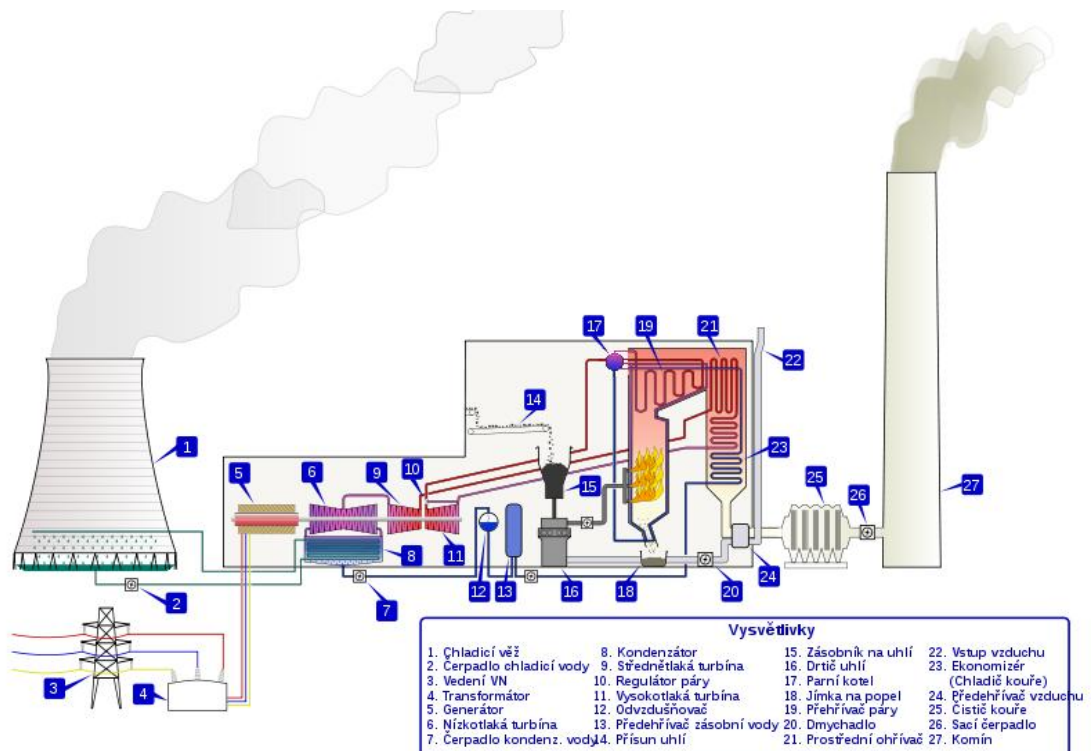 17
19
21
22
14
1
5
6
9
10
15
23
25
26
27
8
11
2
7
12
13
16
18
20
24
3
4
Vysvětlivky
1. Chladicí věž
2. Čerpadlo chladicí vody
3. Vedení VN
4. Transformátor
5. Generátor
6. Nízkotlaká turbína
7. Čerpadlo kondenz. vody
8. Kondenzátor
9. Střednětlaká turbína
10. Regulátor páry
11. Vysokotlaká turbína
12. Odvzdušňovač
13. Předehřívač zásobní vody
14. Přísun uhlí
15. Zásobník na uhlí
16. Drtič uhlí
17. Parní kotel
18. Jímka na popel
19. Přehřívač páry
20. Dmychadlo
21. Prostřední ohřívač
22. Vstup vzduchu
23. Ekonomizér
(Chladič kouře)
24. Předehřívač vzduchu
25. Čistič kouře
26. Sací čerpadlo
27. Komín